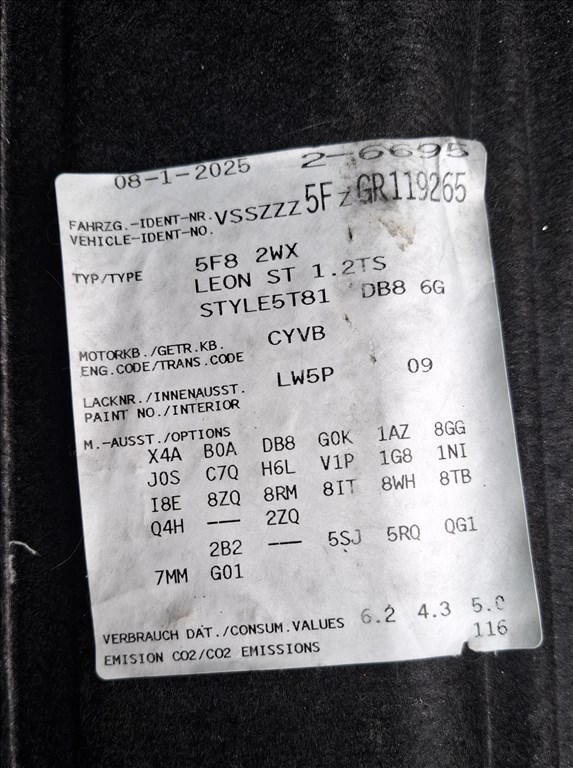 08-1-2025 2-6695
FAHRZG.-IDENT-NR. VSSZZZ5FZGR119265
VEHICLE-IDENT-NO.
TYP/TYPE 5F8 2WX
LEON ST 1.2TS
STYLE5T81 DB8 6G
MOTORKB./GETR.KB. CYVB
ENG.CODE/TRANS.CODE
LACKNR./INNENAUSST. LW5P 09
PAINT NO./INTERIOR
M.-AUSST./OPTIONS
X4A B0A DB8 G0K 1AZ 8GG
J0S C7Q H6L V1P 1G8 1NI
I8E 8ZQ 8RM 8IT 8WH 8TB
Q4H --- 2ZQ
2B2 --- 5SJ 5RQ QG1
7MM G01
VERBRAUCH DAT./CONSUM.VALUES 6.2 4.3 5.0
EMISION CO2/CO2 EMISSIONS 116